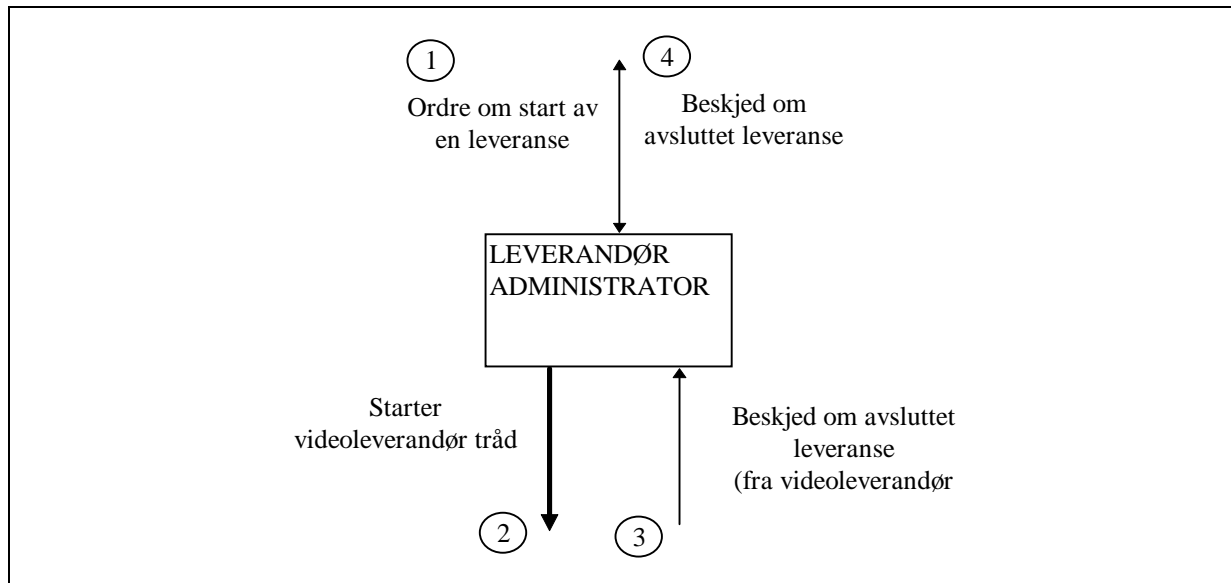 1
Ordre om start av
en leveranse
4
Beskjed om
avsluttet leveranse
LEVERANDØR
ADMINISTRATOR
Starter
videoleverandør tråd
2
Beskjed om avsluttet
leveranse
(fra videoleverandør
3